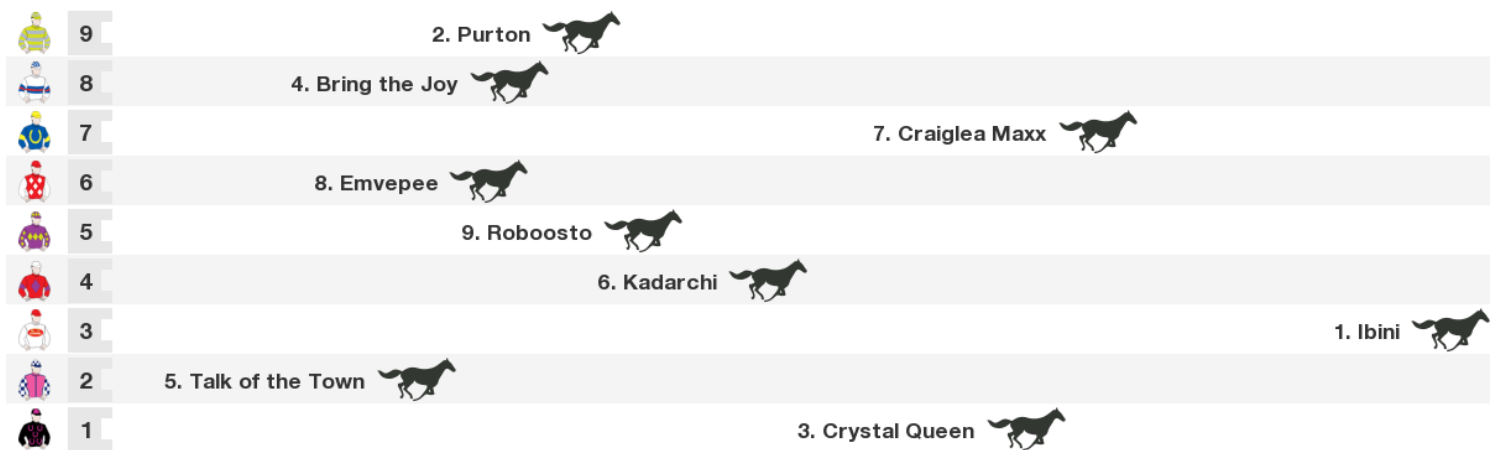 9 2. Purton
8 4. Bring the Joy
7 7. Craiglea Maxx
6 8. Emvepee
5 9. Roboosto
4 6. Kadarchi
3 1. Ibini
2 5. Talk of the Town
1 3. Crystal Queen